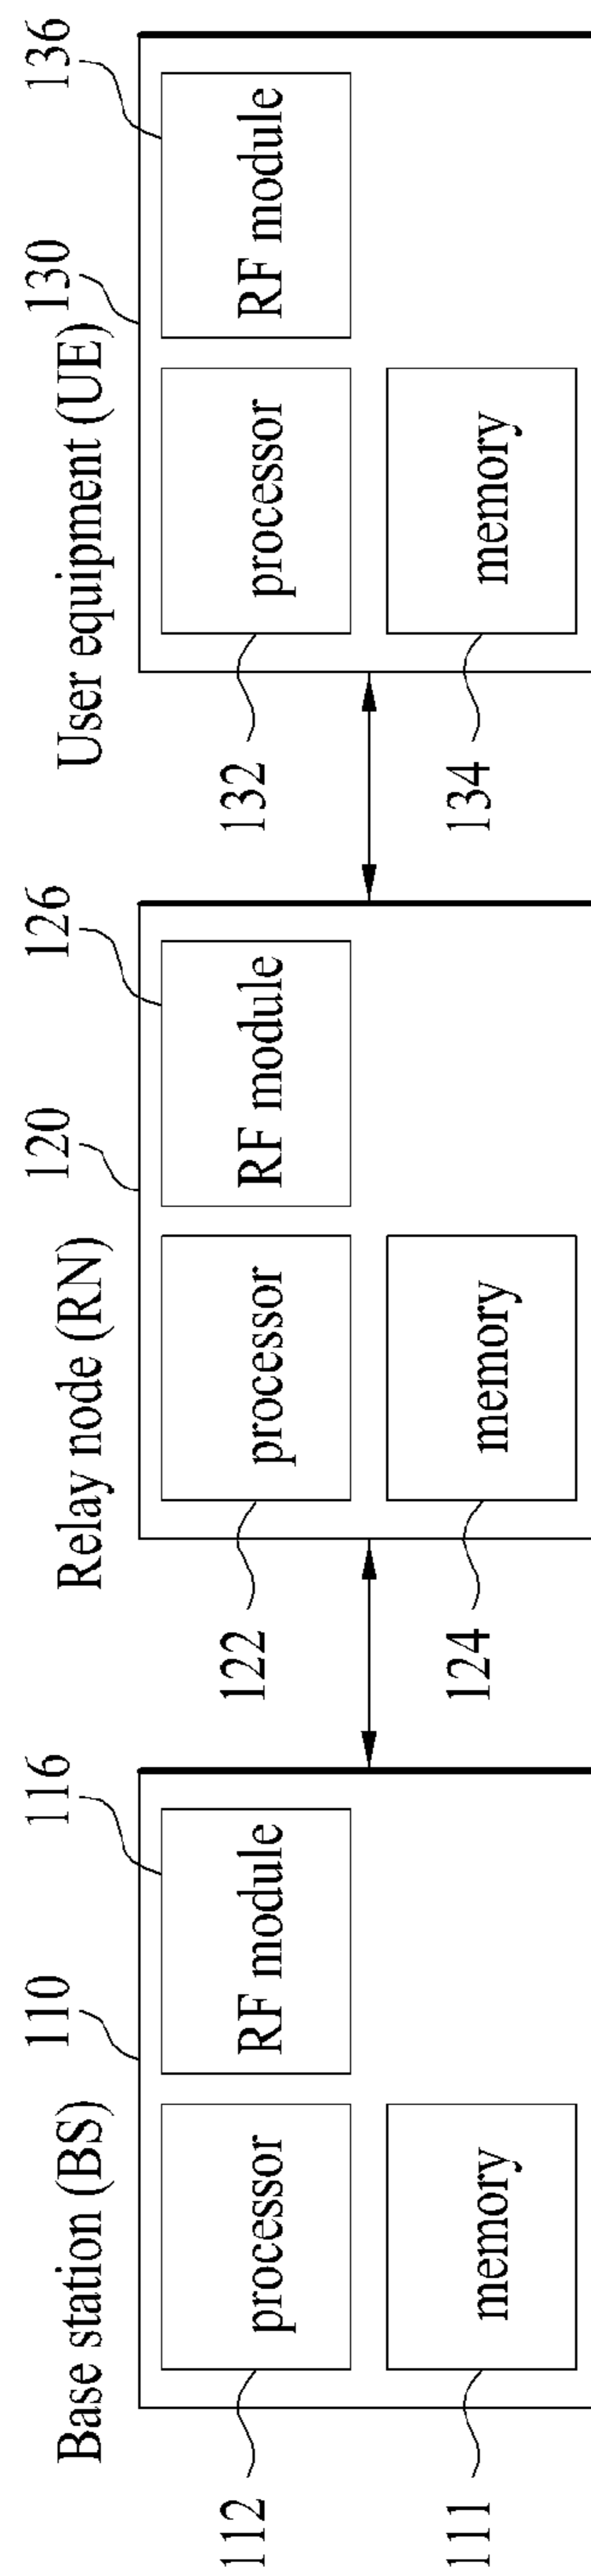 Base station (BS)
110
116
processor
RF module
memory
112
111
Relay node (RN)
120
126
processor
RF module
memory
122
124
User equipment (UE)
130
136
processor
RF module
memory
132
134